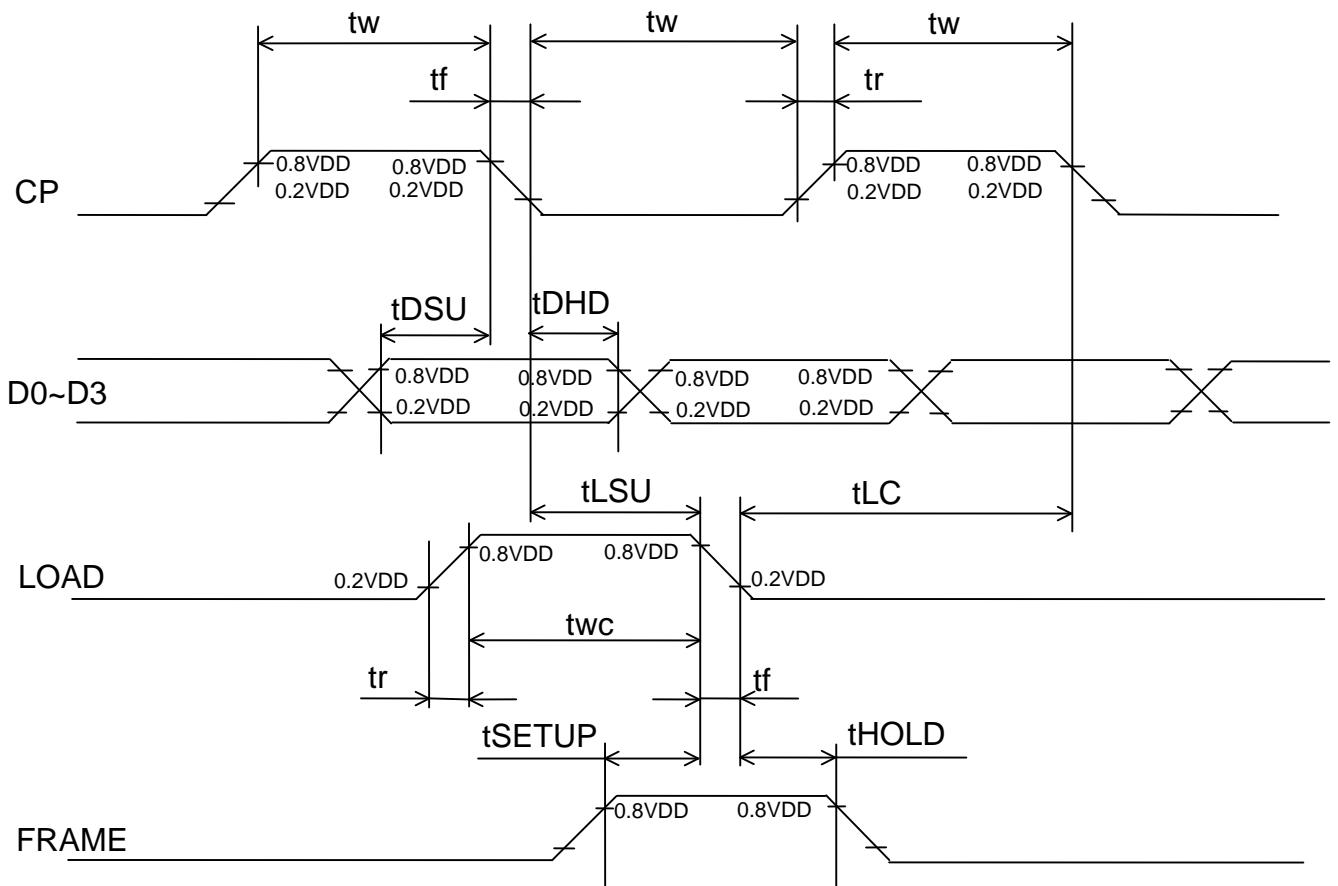 tw tw tw
tf tr
0.8VDD 0.8VDD 0.8VDD 0.8VDD
CP 0.2VDD 0.2VDD 0.2VDD 0.2VDD
tDSU tDHD
0.8VDD 0.8VDD 0.8VDD 0.8VDD
D0~D3 0.2VDD 0.2VDD 0.2VDD 0.2VDD
tLSU tLC
0.8VDD 0.8VDD
LOAD 0.2VDD 0.2VDD
twc
tr tf
tSETUP tHOLD
0.8VDD 0.8VDD
FRAME